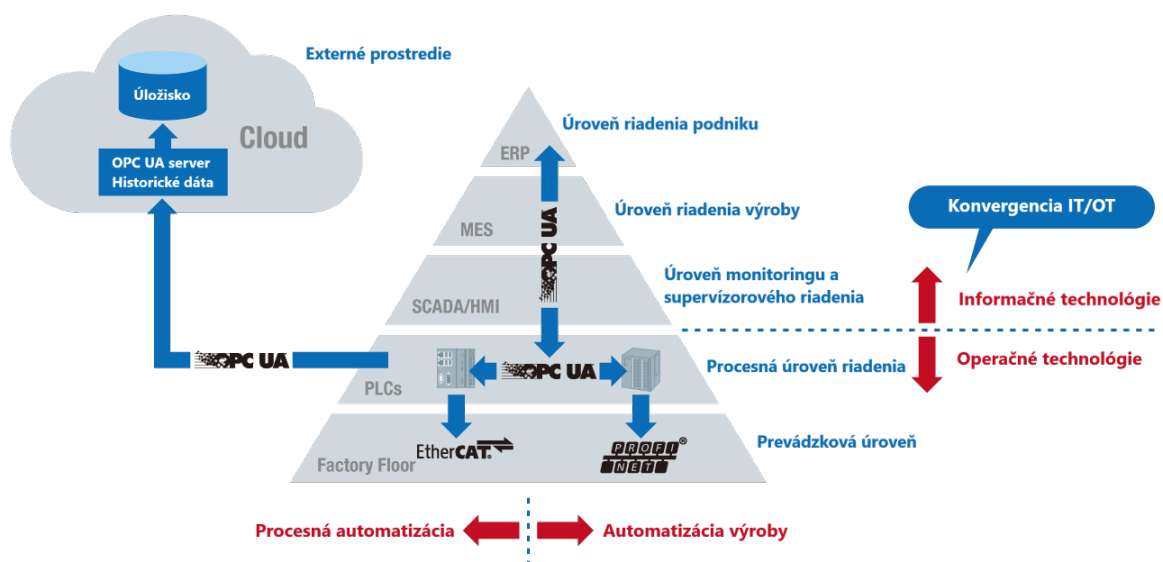 Externé prostredie
Úložisko
Cloud
OPC UA server
Historické dáta
Úroveň riadenia podniku
ERP
Úroveň riadenia výroby
MES
OPC UA
Konvergencia IT/OT
Úroveň monitoringu a
supervízorového riadenia
SCADA/HMI
Informačné technológie
Operačné technológie
OPC UA
OPC UA
Procesná úroveň riadenia
PLCs
EtherCAT®
PROFI®
NET
Prevádzková úroveň
Factory Floor
Procesná automatizácia
Automatizácia výroby